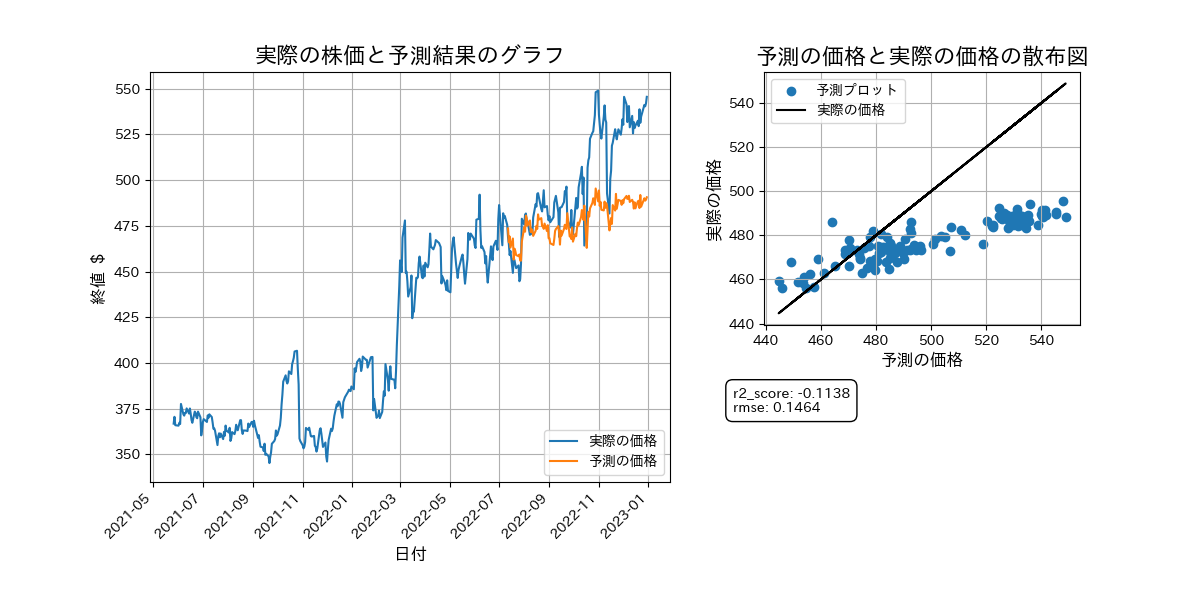 実際の株価と予測結果のグラフ
終値 $
550
525
500
475
450
425
400
375
350
2021-05
2021-07
2021-09
2021-11
2022-01
2022-03
2022-05
2022-07
2022-09
2022-11
2023-01
日付
実際の価格
予測の価格
予測の価格と実際の価格の散布図
実際の価格
540
520
500
480
460
440
440
460
480
500
520
540
予測の価格
予測プロット
実際の価格
r2_score: -0.1138
rmse: 0.1464